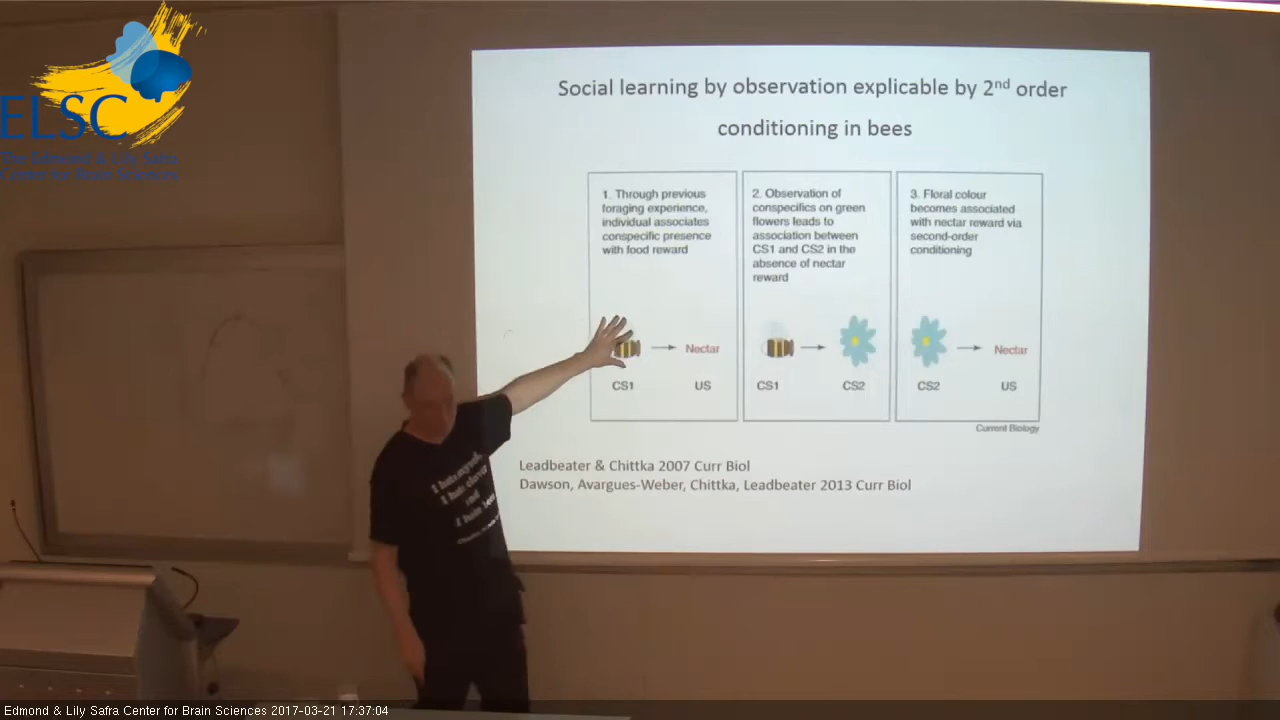 ELSC
The Edmond & Lily Safra
Center for Brain Sciences
Social learning by observation explicable by 2nd order
conditioning in bees
1. Through previous
foraging experience,
individual associates
conspecific presence
with food reward
Nectar
CS1
US
2. Observation of
conspecifics on green
flowers leads to
association between
CS1 and CS2 in the
absence of nectar
reward
CS1
CS2
3. Floral colour
becomes associated
with nectar reward via
second-order
conditioning
Nectar
CS2
US
Current Biology
Leadbeater & Chittka 2007 Curr Biol
Dawson, Avargues-Weber, Chittka, Leadbeater 2013 Curr Biol
I hate
I hate clover
and
I hate
Edmond & Lily Safra Center for Brain Sciences 2017-03-21 17:37:04